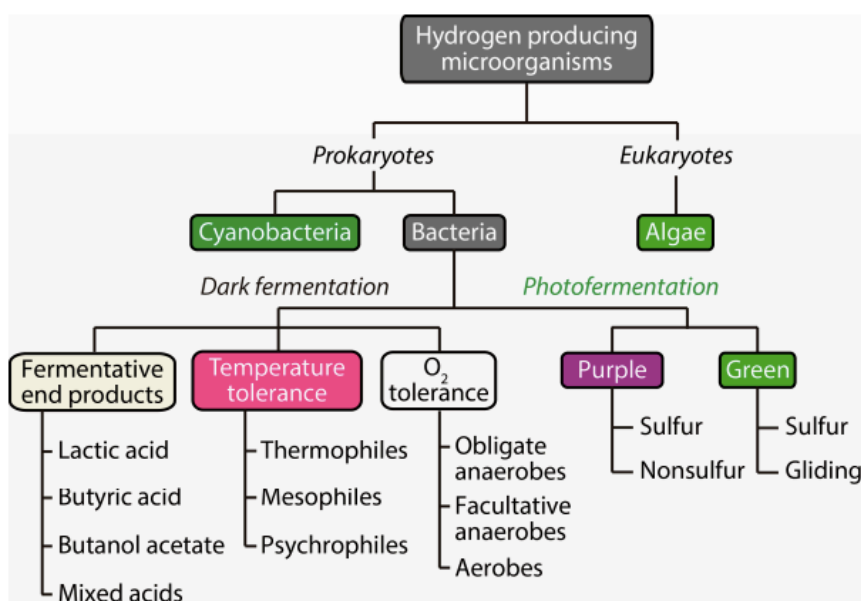 Hydrogen producing
microorganisms
Prokaryotes
Eukaryotes
Cyanobacteria
Bacteria
Algae
Dark fermentation
Photofermentation
Fermentative
end products
Temperature
tolerance
O₂
tolerance
Purple
Green
Lactic acid
Butyric acid
Butanol acetate
Mixed acids
Thermophiles
Mesophiles
Psychrophiles
Obligate
anaerobes
Facultative
anaerobes
Aerobes
Sulfur
Nonsulfur
Sulfur
Gliding